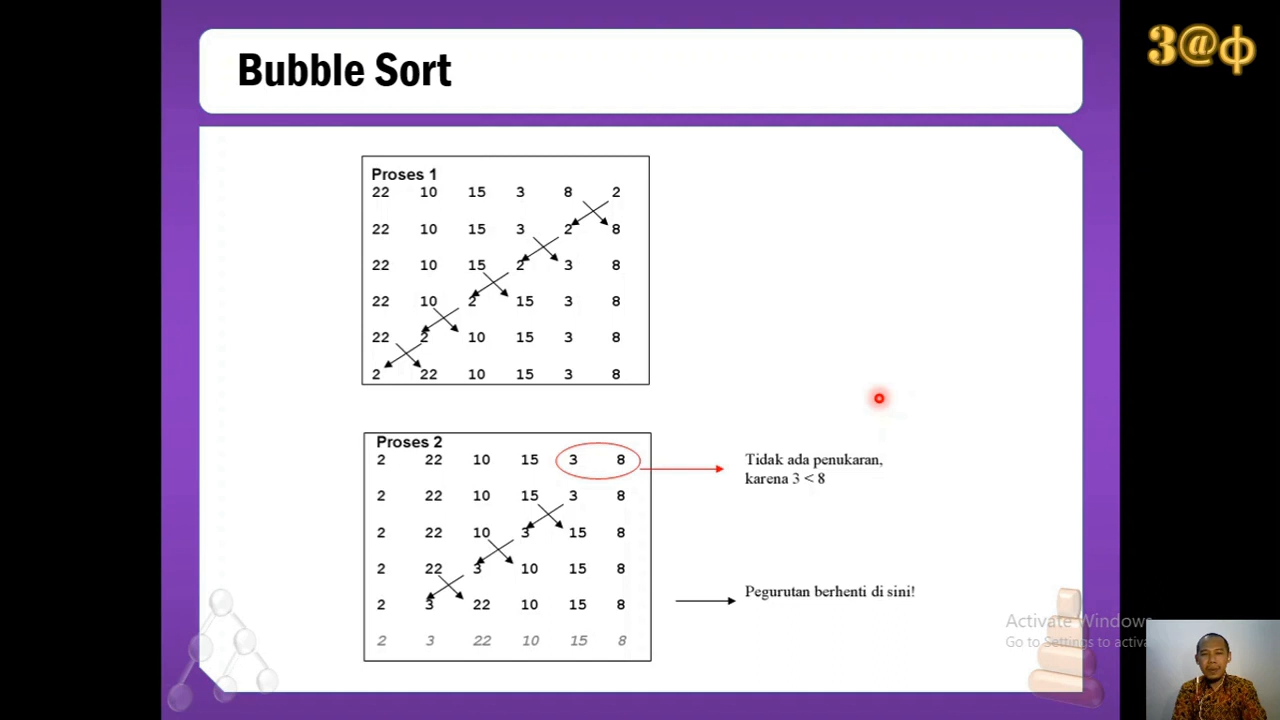 Bubble Sort
3@ф
Proses 1
22 10 15 3 8 2
22 10 15 3 2 8
22 10 15 2 3 8
22 10 2 15 3 8
22 2 10 15 3 8
2 22 10 15 3 8
Proses 2
2 22 10 15 3 8
Tidak ada penukaran,
karena 3 < 8
2 22 10 15 3 8
2 22 10 3 15 8
2 22 3 10 15 8
2 3 22 10 15 8
Pegurutan berhenti di sini!
2 3 22 10 15 8
Activate Windows
Go to Settings to activa